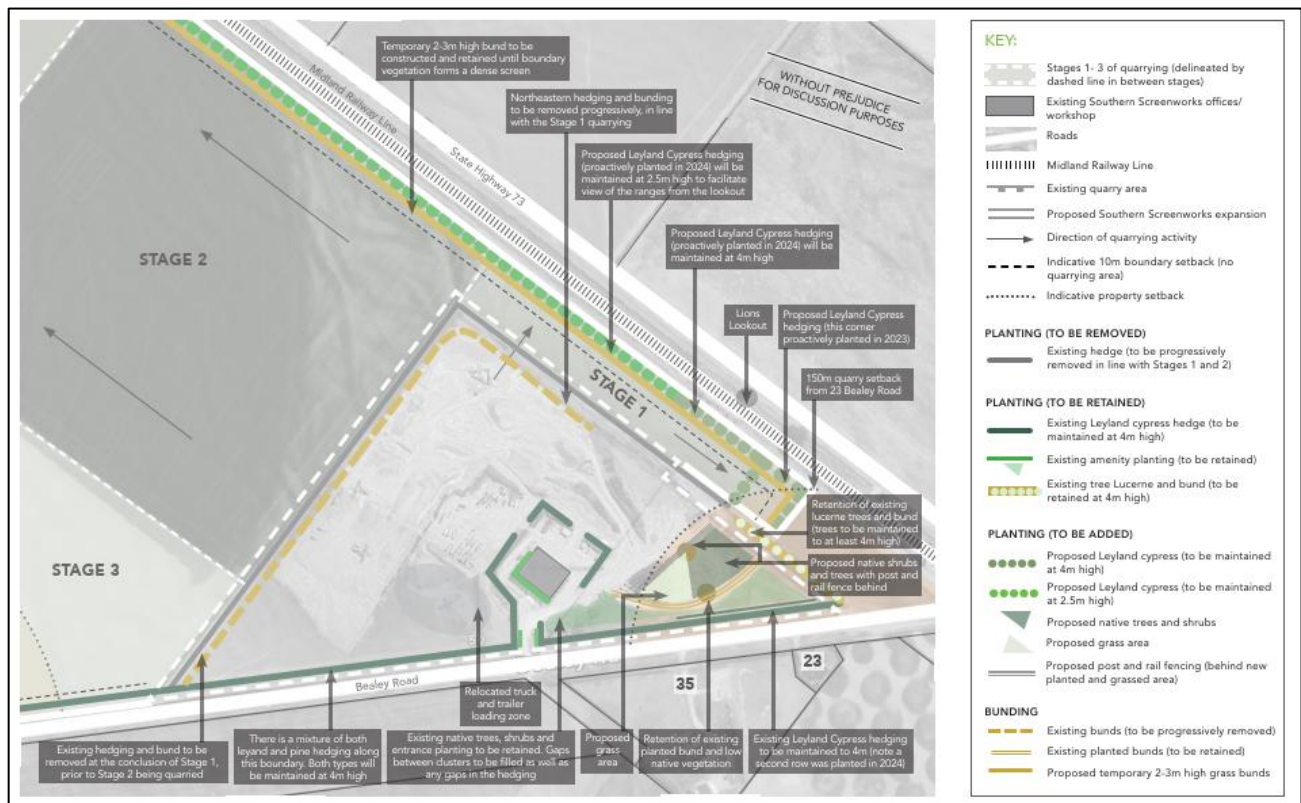 Temporary 2-3m high bund to be
constructed and retained until boundary
vegetation forms a dense screen
Midland Railway Line
Northeastern hedging and bunding
to be removed progressively, in line
with the Stage 1 quarrying
State Highway 73
WITHOUT PREJUDICE
FOR DISCUSSION PURPOSES
Proposed Leyland Cypress hedging
(proactively planted in 2024) will be
maintained at 2.5m high to facilitate
view of the ranges from the lookout
Proposed Leyland Cypress hedging
(proactively planted in 2024) will be
maintained at 4m high
STAGE 2
Lions
Lookout
Proposed Leyland Cypress
hedging (this corner
proactively planted in 2023)
150m quarry setback
from 23 Bealey Road
STAGE 1
Retention of existing
lucerne trees and bund
(trees to be maintained
to at least 4m high)
Proposed native shrubs
and trees with post and
rail fence behind
STAGE 3
23
35
Bealey Road
Relocated truck
and trailer
loading zone
Existing hedging and bund to be
removed at the conclusion of Stage 1,
prior to Stage 2 being quarried
There is a mixture of both
leyand and pine hedging along
this boundary. Both types
will be maintained at 4m high
Existing native trees, shrubs and
entrance planting to be retained. Gaps
between clusters to be filled as well as
any gaps in the hedging
Proposed
grass
area
Retention of existing
planted bund and low
native vegetation
Existing Leyland Cypress hedging
to be maintained to 4m (note a
second row was planted in 2024)
KEY:
Stages 1- 3 of quarrying (delineated by
dashed line in between stages)
Existing Southern Screenworks offices/
workshop
Roads
Midland Railway Line
Existing quarry area
Proposed Southern Screenworks expansion
Direction of quarrying activity
Indicative 10m boundary setback (no
quarrying area)
Indicative property setback
PLANTING (TO BE REMOVED)
Existing hedge (to be progressively
removed in line with Stages 1 and 2)
PLANTING (TO BE RETAINED)
Existing Leyland cypress hedge (to be
maintained at 4m high)
Existing amenity planting (to be retained)
Existing tree Lucerne and bund (to be
retained at 4m high)
PLANTING (TO BE ADDED)
Proposed Leyland cypress (to be maintained
at 4m high)
Proposed Leyland cypress (to be maintained
at 2.5m high)
Proposed native trees and shrubs
Proposed grass area
Proposed post and rail fencing (behind new
planted and grassed area)
BUNDING
Existing bunds (to be progressively removed)
Existing planted bunds (to be retained)
Proposed temporary 2-3m high grass bunds